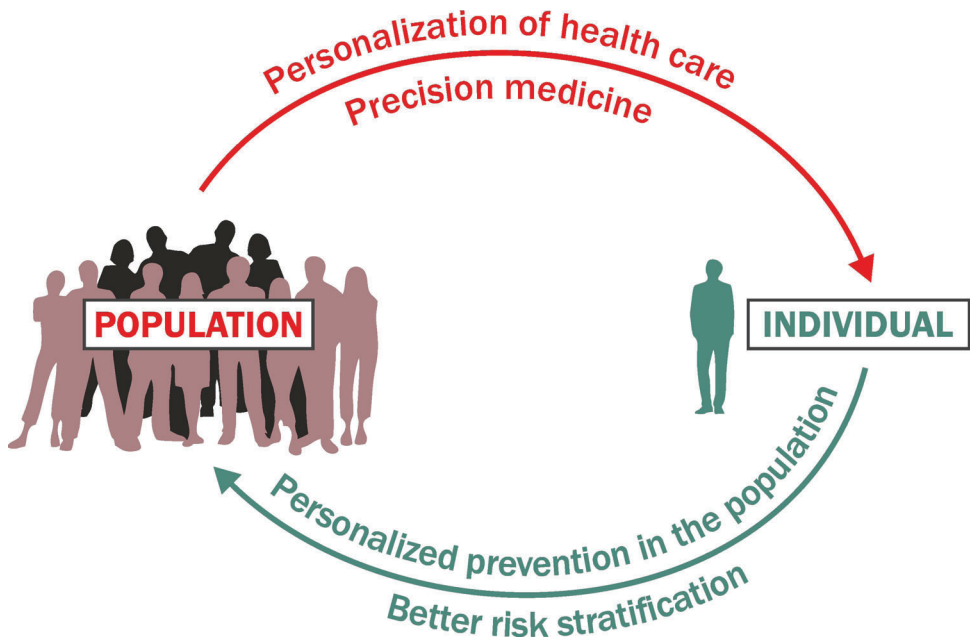 Personalization of health care
Precision medicine
POPULATION
INDIVIDUAL
Personalized prevention in the population
Better risk stratification